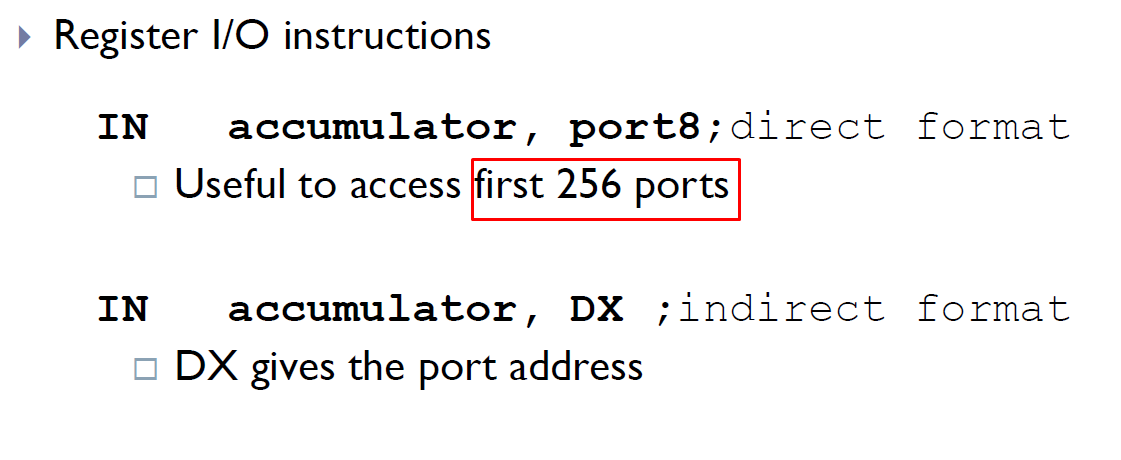 Register I/O instructions
IN accumulator, port8;direct format
Useful to access first 256 ports
IN accumulator, DX ;indirect format
DX gives the port address